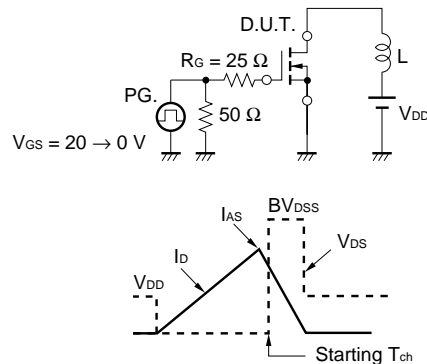 D.U.T.
RG = 25 Ω
L
PG.
50 Ω
VDD
VGS = 20 → 0 V
BVDSS
IAS
VDS
ID
VDD
Starting Tch